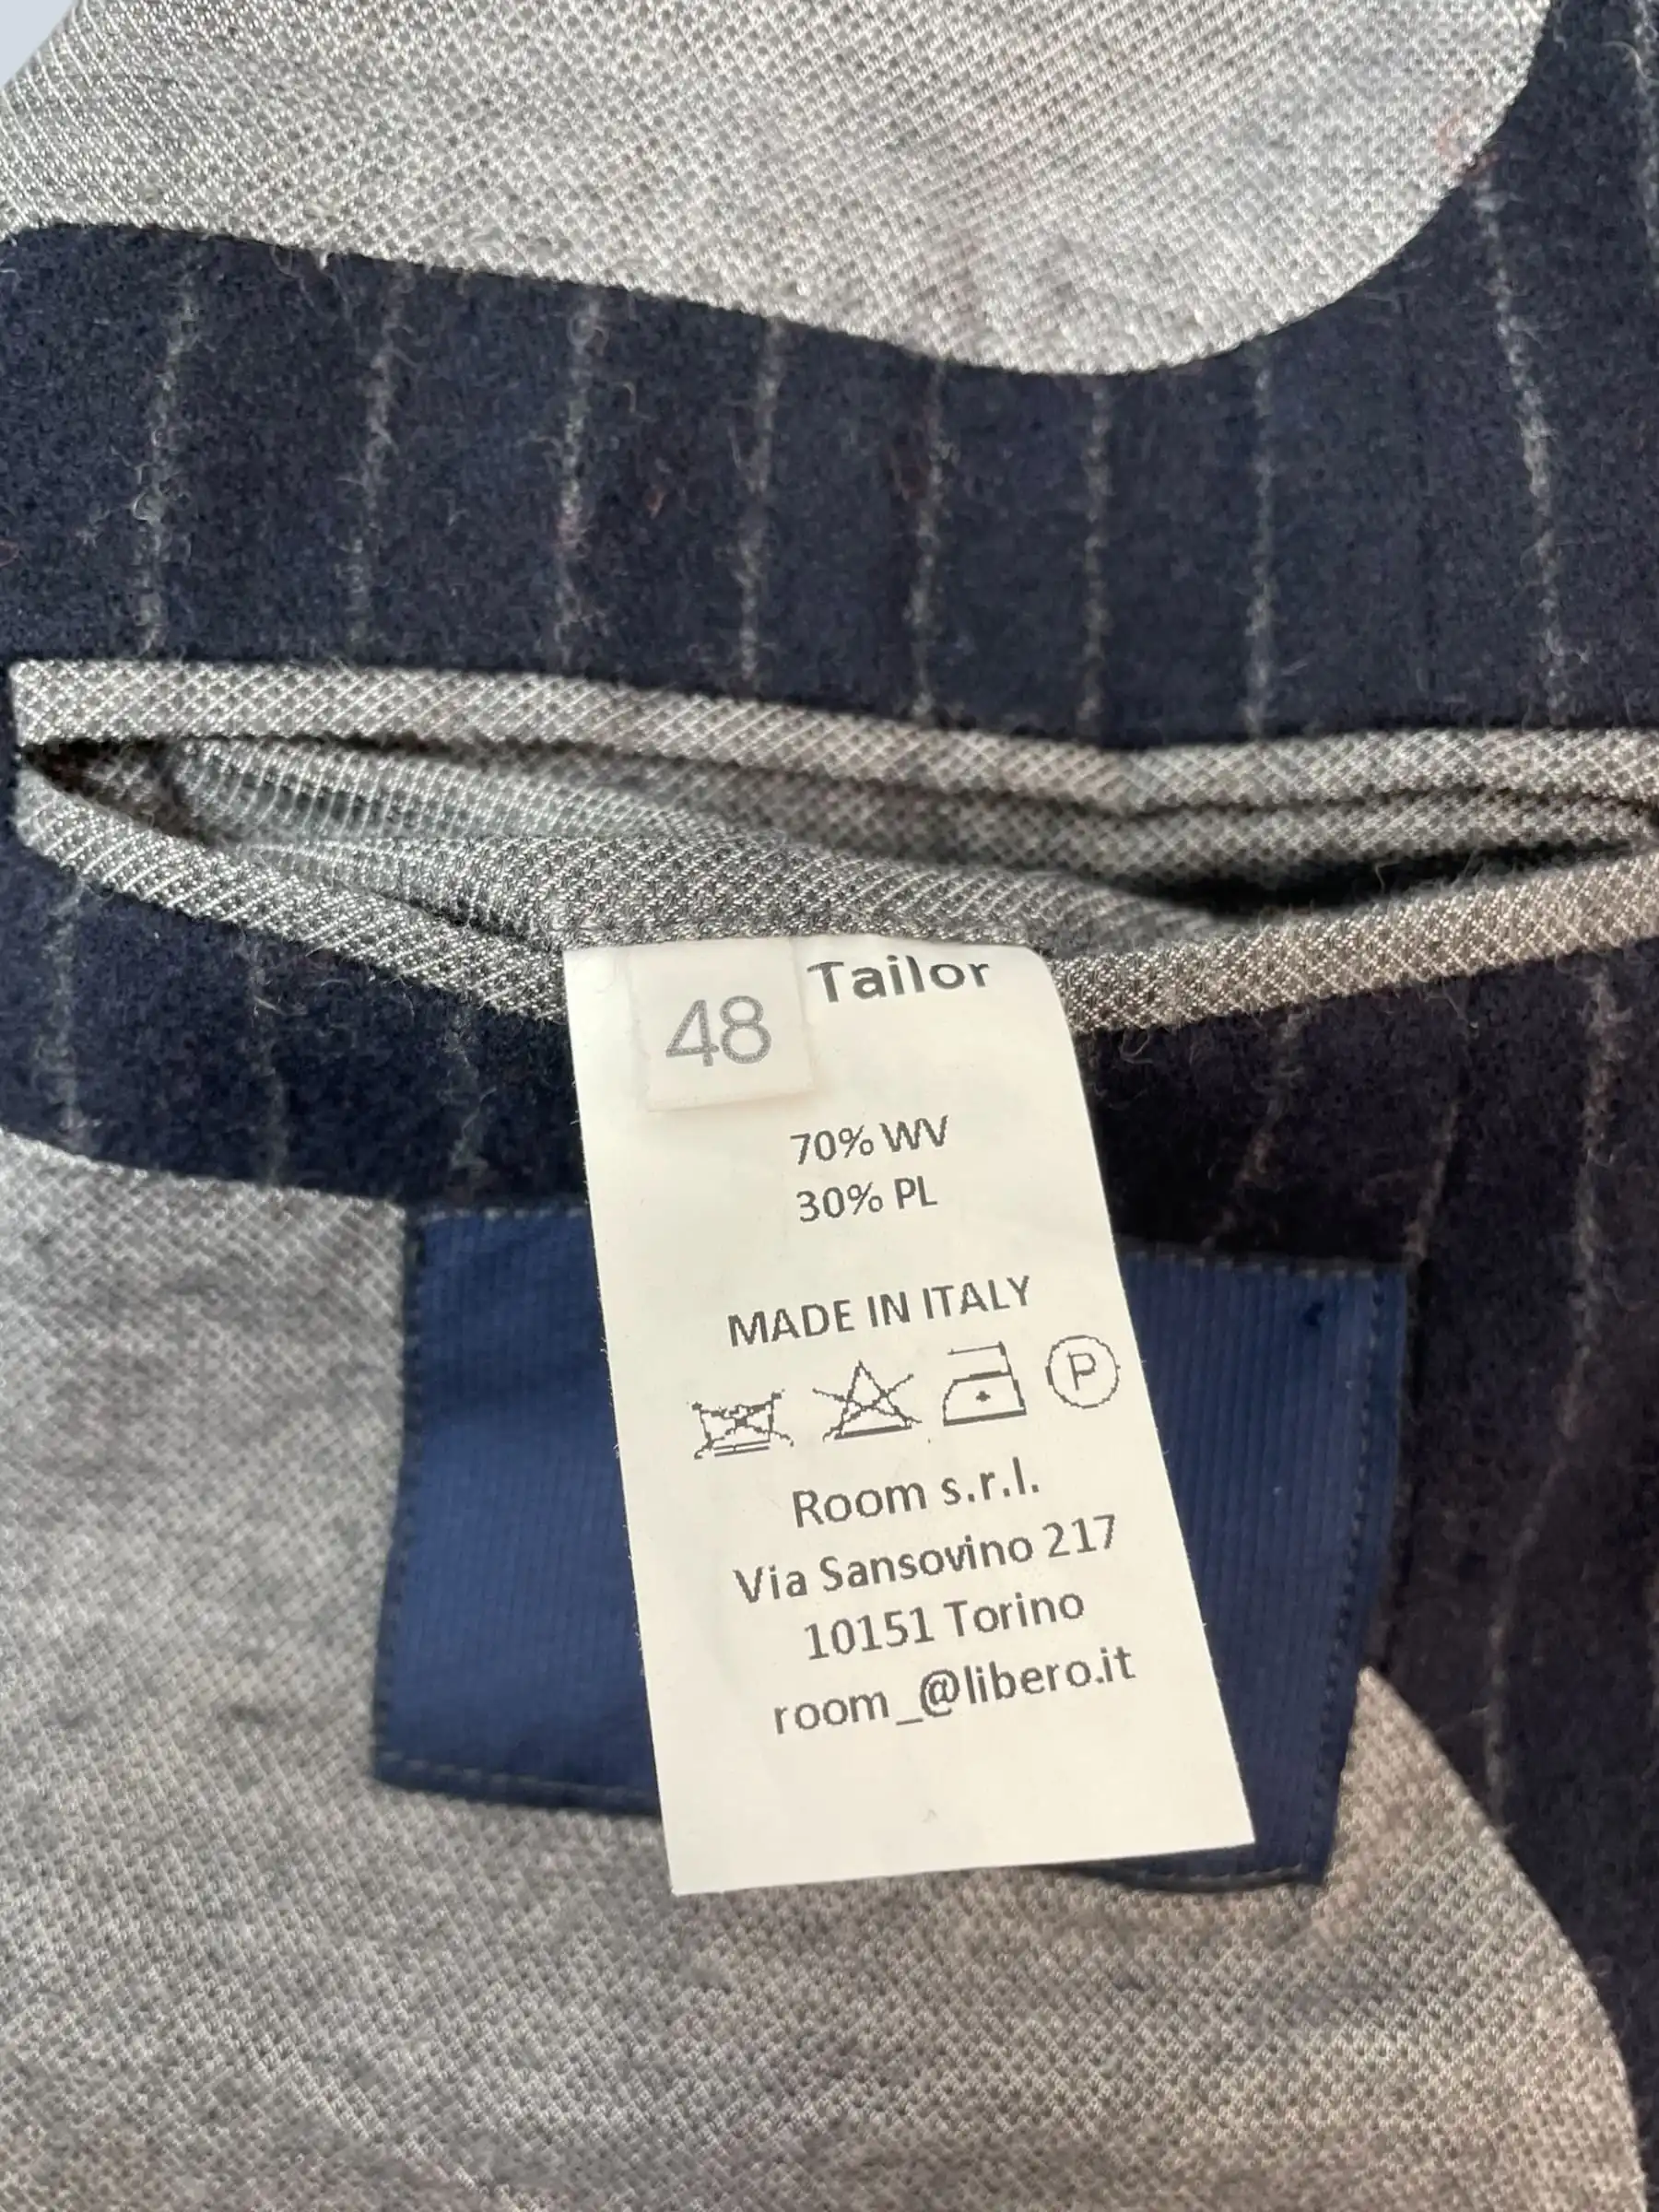 48 Tailor
70% WV
30% PL
MADE IN ITALY
P
Room s.r.l.
Via Sansovino 217
10151 Torino
room_@libero.it